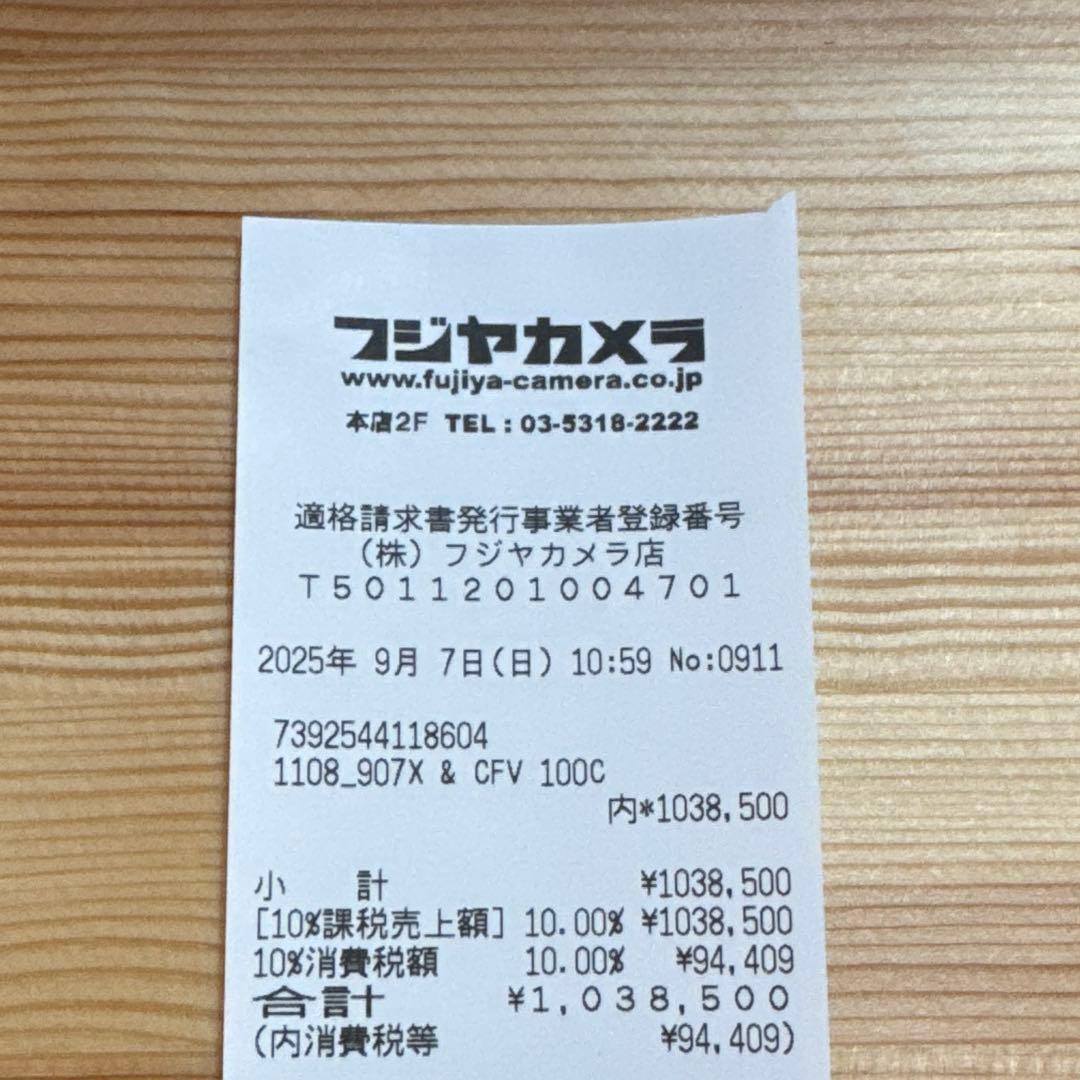 フジヤカメラ
www.fujiya-camera.co.jp
本店2F TEL：03-5318-2222
適格請求書発行事業者登録番号
（株）フジヤカメラ店
T5011201004701
2025年 9月 7日(日) 10:59 No:0911
7392544118604
1108_907X & CFV 100C
内*1038,500
小　計 ¥1038,500
[10%課税売上額] 10.00% ¥1038,500
10%消費税額 10.00% ¥94,409
合計 ¥1,038,500
(内消費税等 ¥94,409)